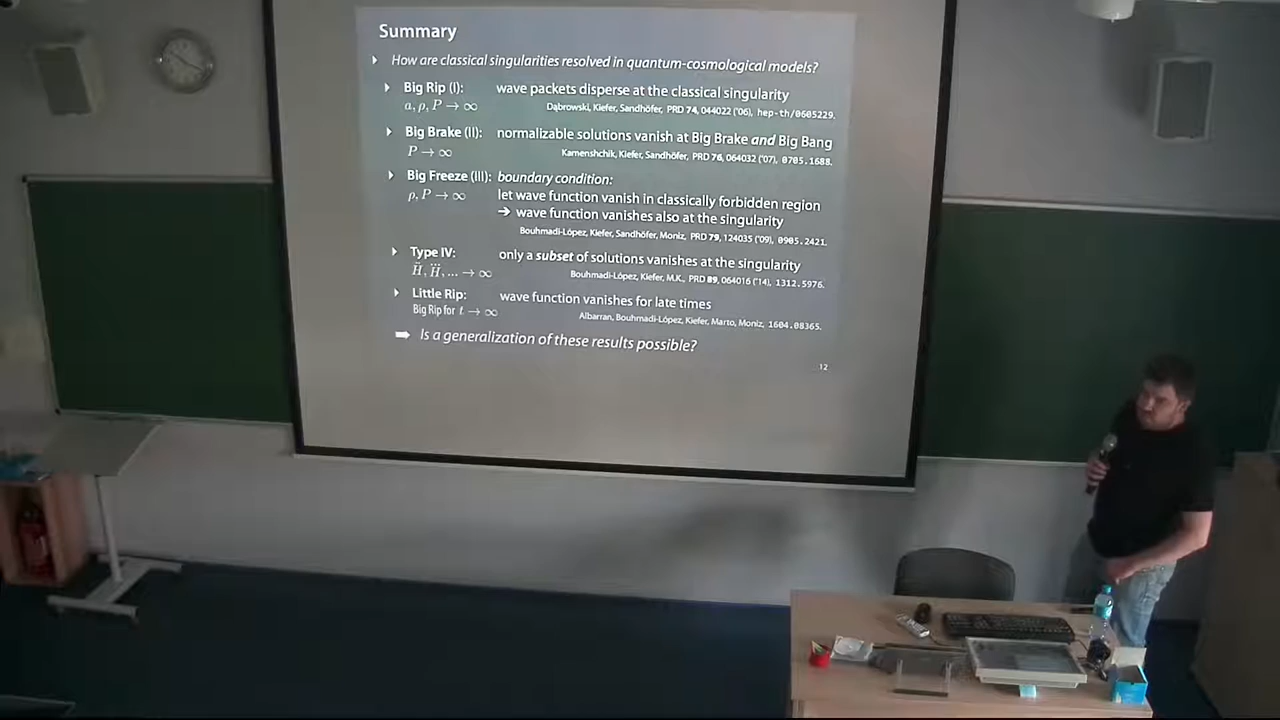 Summary
How are classical singularities resolved in quantum-cosmological models?
Big Rip (I): wave packets disperse at the classical singularity
a, ρ, P → ∞ Dąbrowski, Kiefer, Sandhöfer, PRD 74, 044022 ('06), hep-th/0605229.
Big Brake (II): normalizable solutions vanish at Big Brake and Big Bang
P → ∞ Kamenshchik, Kiefer, Sandhöfer, PRD 76, 064032 ('07), 0705.1688.
Big Freeze (III): boundary condition:
ρ, P → ∞ let wave function vanish in classically forbidden region
➔ wave function vanishes also at the singularity
Bouhmadi-López, Kiefer, Sandhöfer, Moniz, PRD 79, 124035 ('09), 0905.2421.
Type IV: only a subset of solutions vanishes at the singularity
Ḧ, H⃛, ... → ∞ Bouhmadi-López, Kiefer, M.K., PRD 89, 064016 ('14), 1312.5976.
Little Rip: wave function vanishes for late times
Big Rip for t → ∞ Albarran, Bouhmadi-López, Kiefer, Marto, Moniz, 1604.08365.
➡ Is a generalization of these results possible?
12